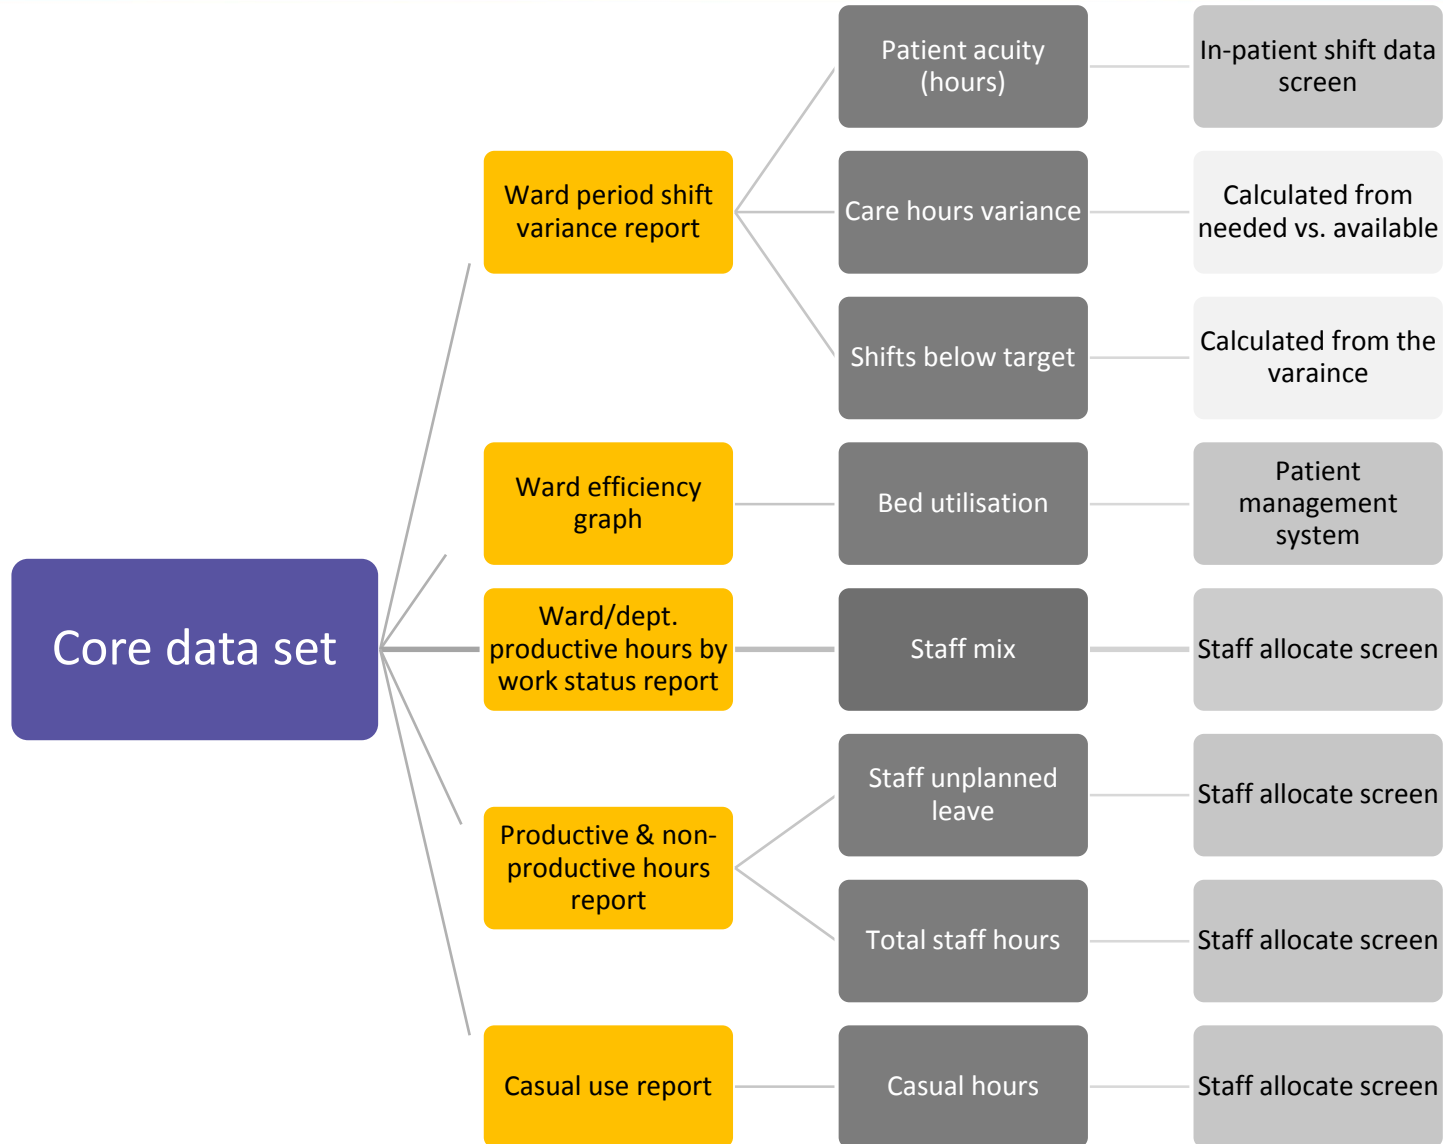 Core data set
Ward period shift
variance report
Patient acuity
(hours)
In-patient shift data
screen
Care hours variance
Calculated from
needed vs. available
Shifts below target
Calculated from the
varaince
Ward efficiency
graph
Bed utilisation
Patient
management
system
Ward/dept.
productive hours by
work status report
Staff mix
Staff allocate screen
Productive & non-
productive hours
report
Staff unplanned
leave
Staff allocate screen
Total staff hours
Staff allocate screen
Casual use report
Casual hours
Staff allocate screen